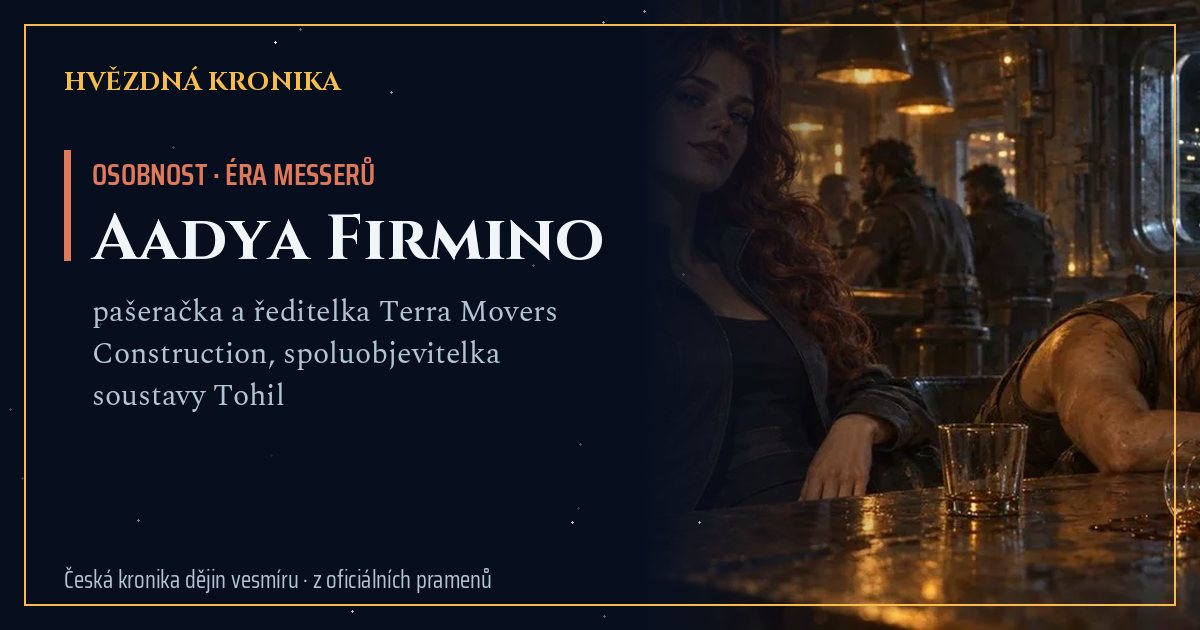 HVĚZDNÁ KRONIKA
OSOBNOST · ÉRA MESSERŮ
AADYA FIRMINO
pašeračka a ředitelka Terra Movers
Construction, spoluobjevitelka
soustavy Tohil
Česká kronika dějin vesmíru · z oficiálních pramenů